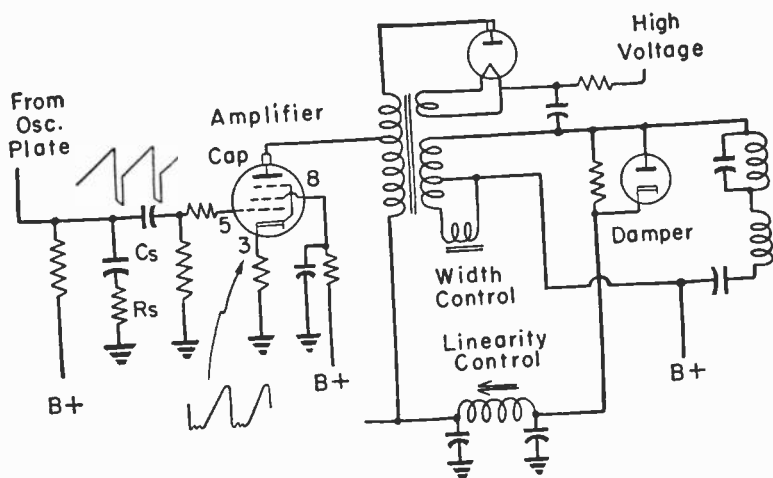 From
Osc.
Plate
Amplifier
Cap
8
5
3
Cs
Rs
B+
B+
High
Voltage
Damper
Width
Control
Linearity
Control
B+